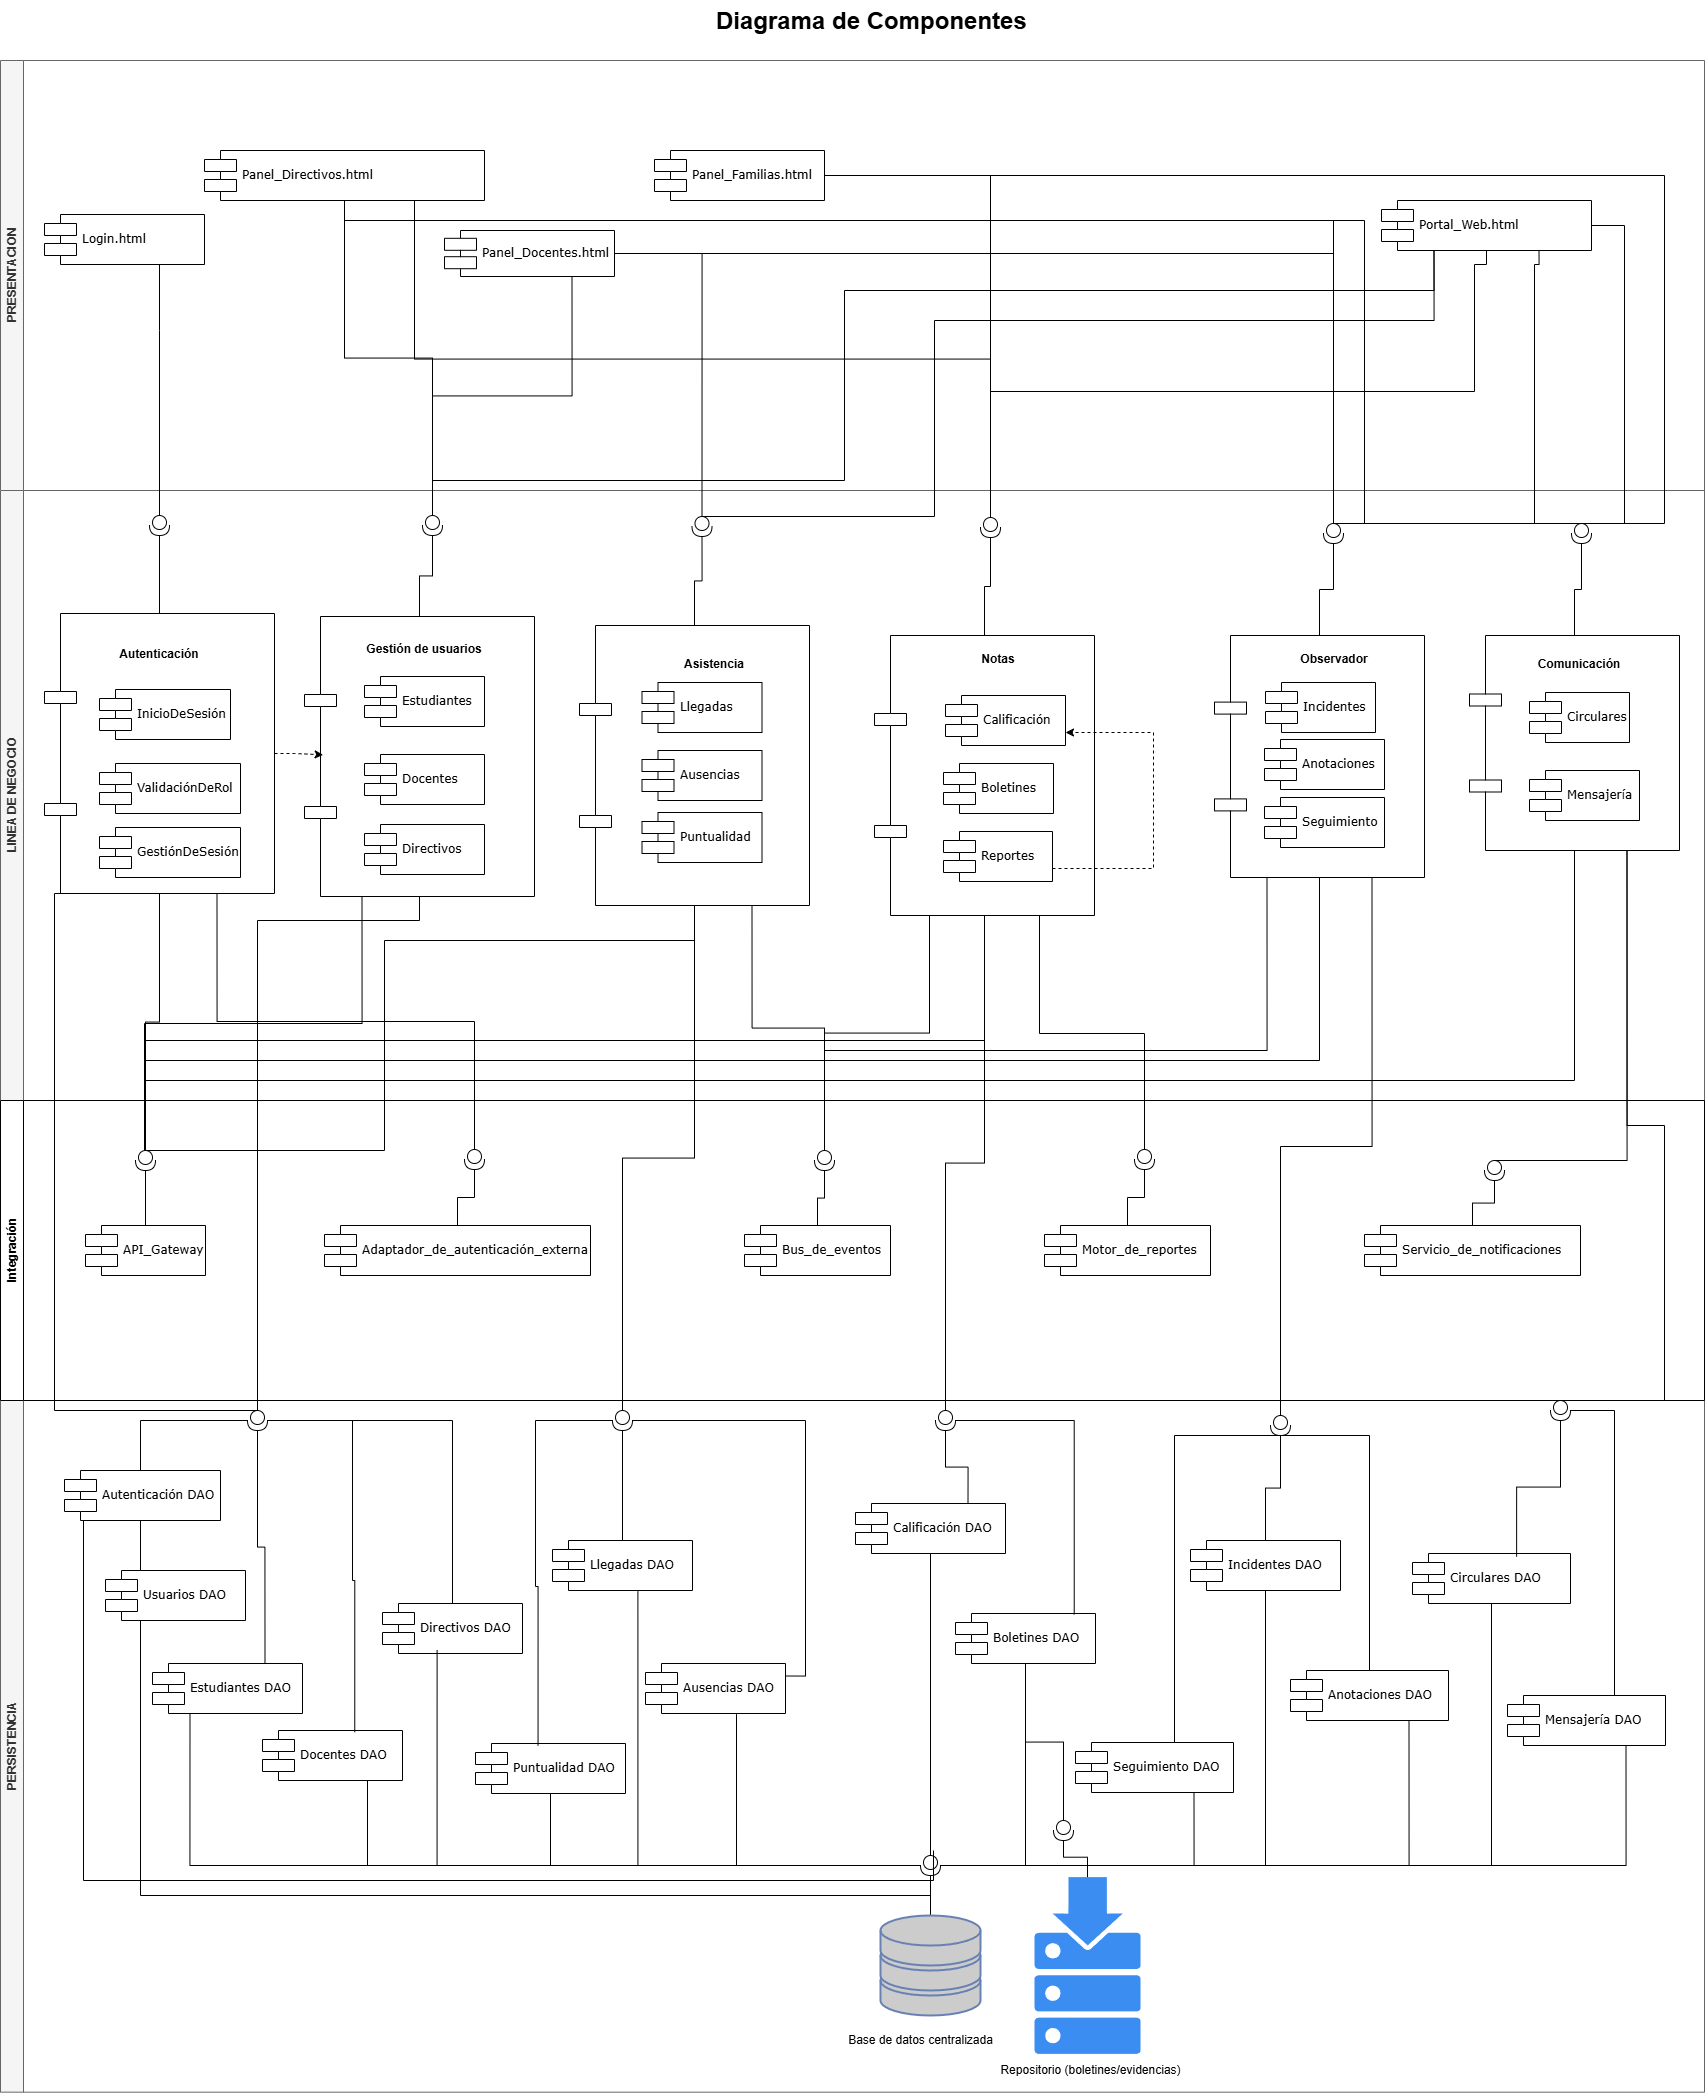 Diagrama de Componentes
PRESENTACION
Panel_Directivos.html
Panel_Familias.html
Login.html
Panel_Docentes.html
Portal_Web.html
LINEA DE NEGOCIO
Autenticación
InicioDeSesión
ValidaciónDeRol
GestiónDeSesión
Gestión de usuarios
Estudiantes
Docentes
Directivos
Asistencia
Llegadas
Ausencias
Puntualidad
Notas
Calificación
Boletines
Reportes
Observador
Incidentes
Anotaciones
Seguimiento
Comunicación
Circulares
Mensajería
Integración
API_Gateway
Adaptador_de_autenticación_externa
Bus_de_eventos
Motor_de_reportes
Servicio_de_notificaciones
PERSISTENCIA
Autenticación DAO
Usuarios DAO
Estudiantes DAO
Docentes DAO
Directivos DAO
Llegadas DAO
Puntualidad DAO
Ausencias DAO
Calificación DAO
Boletines DAO
Seguimiento DAO
Incidentes DAO
Anotaciones DAO
Circulares DAO
Mensajería DAO
Base de datos centralizada
Repositorio (boletines/evidencias)